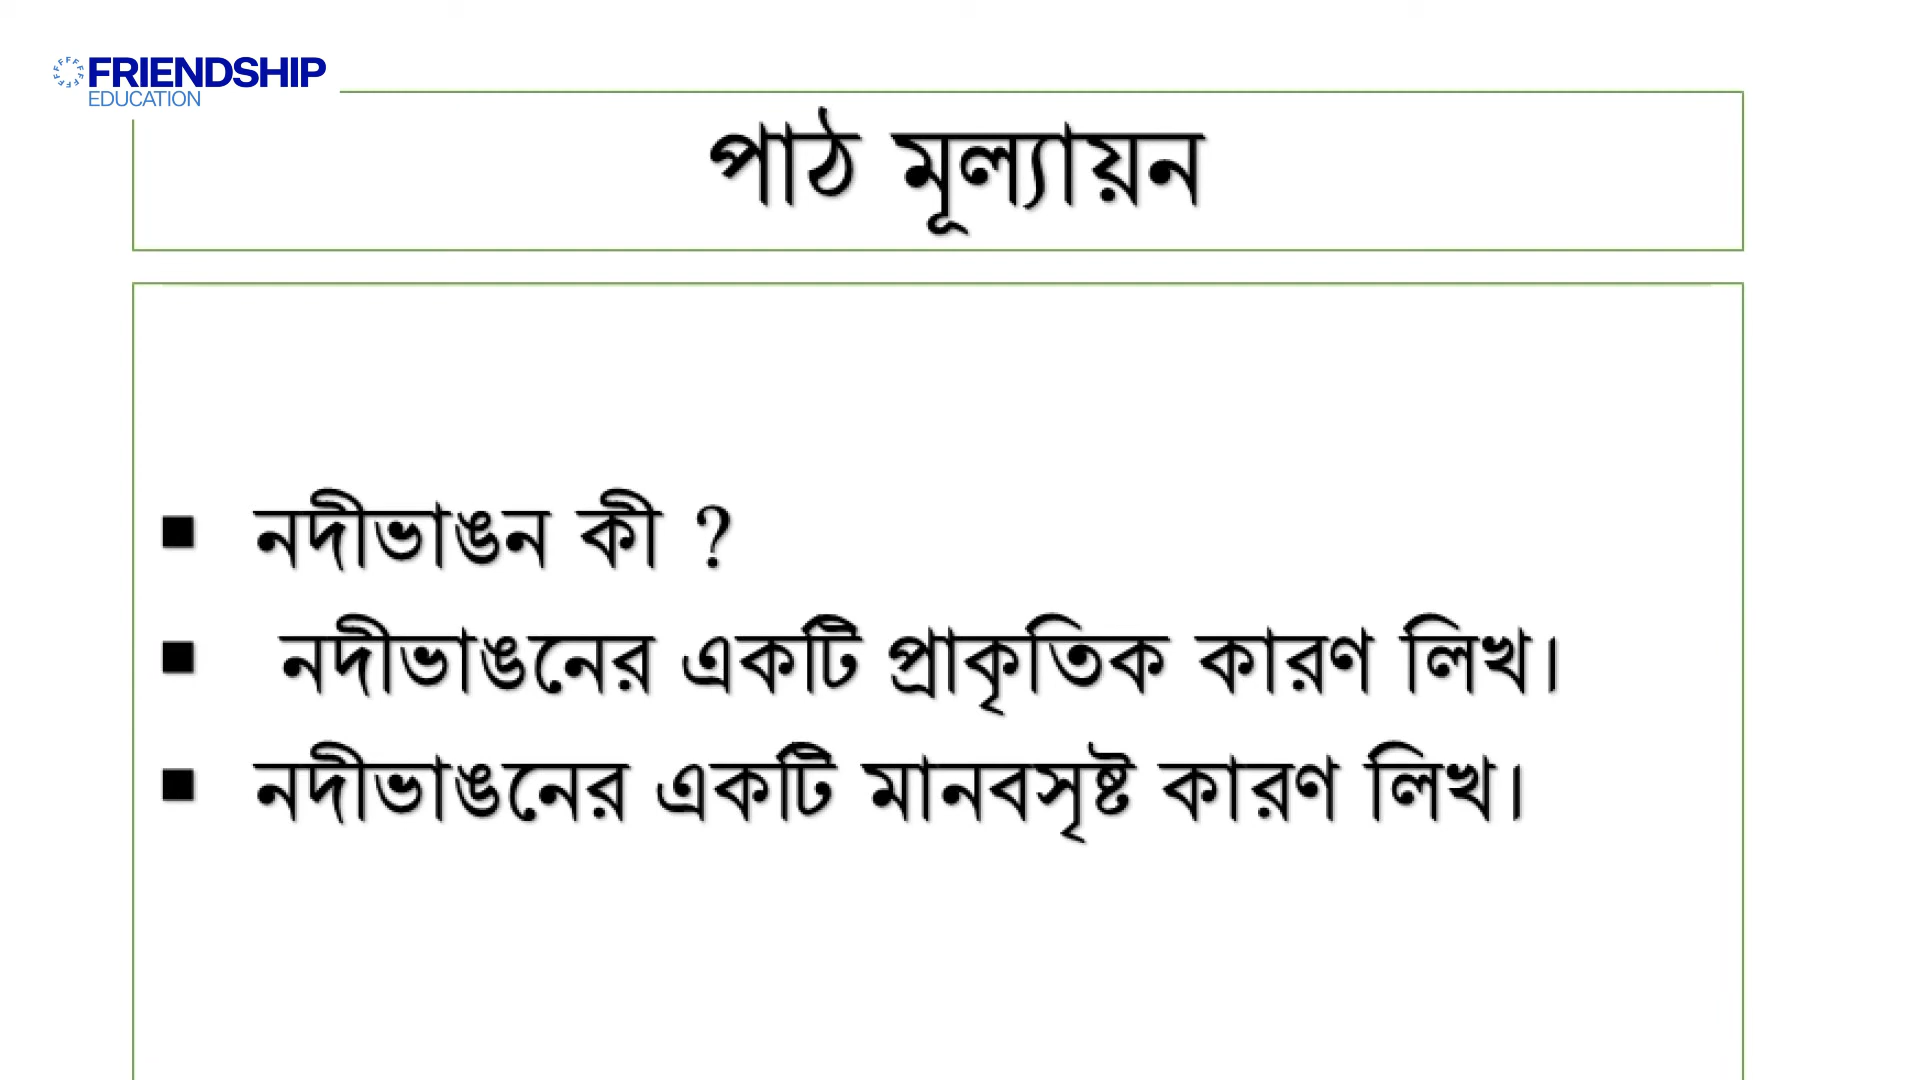 FRIENDSHIP
EDUCATION
পাঠ মূল্যায়ন
নদীভাঙন কী ?
নদীভাঙনের একটি প্রাকৃতিক কারণ লিখ।
নদীভাঙনের একটি মানবসৃষ্ট কারণ লিখ।